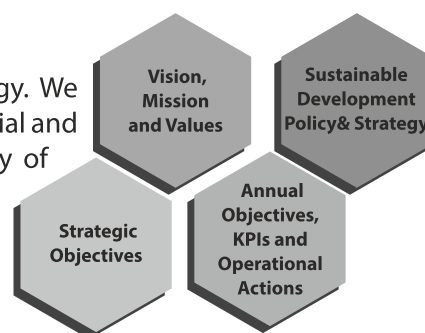 gy. We
ial and
y of
Vision,
Mission
and Values
Sustainable
Development
Policy& Strategy
Strategic
Objectives
Annual
Objectives,
KPIs and
Operational
Actions